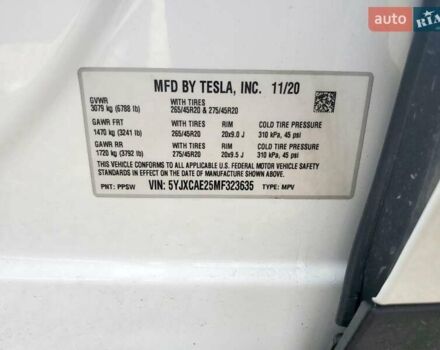 AUTO
RIA
MFD BY TESLA, INC. 11/20
GVWR
3079 kg (6788 lb)
WITH TIRES
265/45R20 & 275/45R20
GAWR FRT WITH TIRES RIM COLD TIRE PRESSURE
1470 kg (3241 lb) 265/45R20 20x9.0 J 310 kPa, 45 psi
GAWR RR WITH TIRES RIM COLD TIRE PRESSURE
1720 kg (3792 lb) 275/45R20 20x9.5 J 310 kPa, 45 psi
THIS VEHICLE CONFORMS TO ALL APPLICABLE U.S. FEDERAL MOTOR VEHICLE SAFETY
STANDARDS IN EFFECT ON THE DATE OF MANUFACTURE SHOWN ABOVE.
PNT: PPSW VIN: 5YJXCAE25MF323635 TYPE: MPV